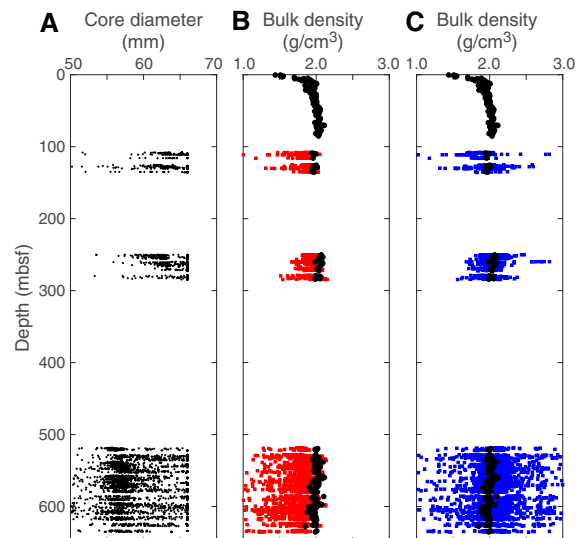 A Core diameter B Bulk density C Bulk density
(mm) (g/cm³) (g/cm³)
50 60 70 1.0 2.0 3.0 1.0 2.0 3.0
0
100
200
300
400
500
600
Depth (mbsf)